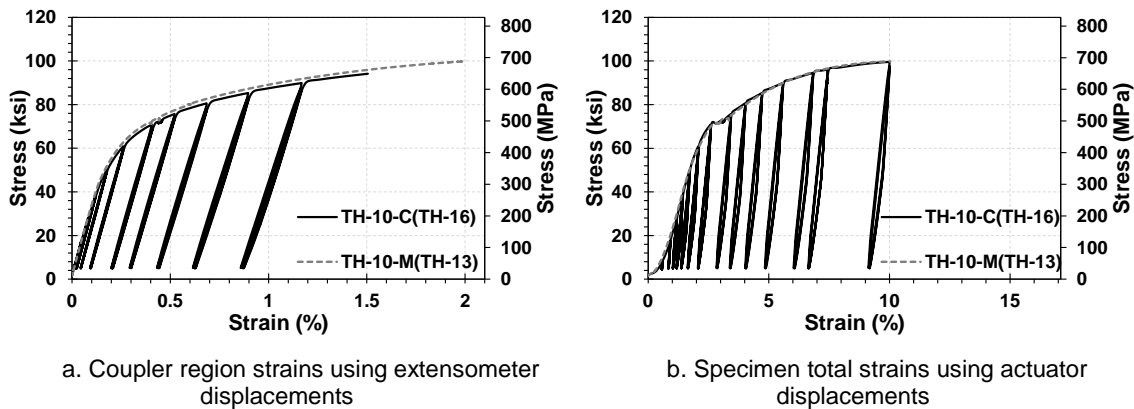 120
100
80
60
40
20
0
Stress (ksi)
800
700
600
500
400
300
200
100
0
Stress (MPa)
TH-10-C(TH-16)
TH-10-M(TH-13)
0
0.5
1
1.5
2
Strain (%)
120
100
80
60
40
20
0
Stress (ksi)
800
700
600
500
400
300
200
100
0
Stress (MPa)
TH-10-C(TH-16)
TH-10-M(TH-13)
0
5
10
15
Strain (%)
a. Coupler region strains using extensometer
displacements
b. Specimen total strains using actuator
displacements